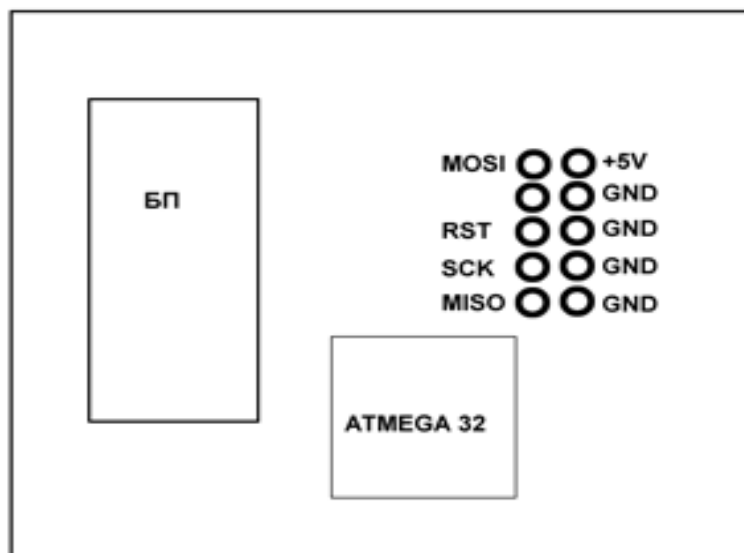 БП
MOSI +5V
GND
RST GND
SCK GND
MISO GND
ATMEGA 32